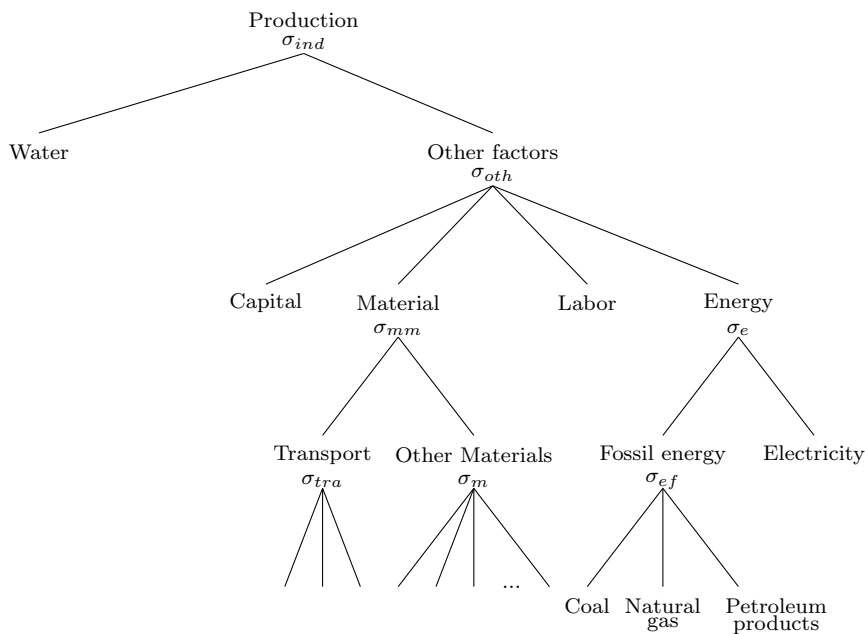 Production
σ_ind
Water
Other factors
σ_oth
Capital
Material
σ_mm
Labor
Energy
σ_e
Transport
σ_tra
Other Materials
σ_m
Fossil energy
σ_ef
Electricity
...
Coal
Natural
gas
Petroleum
products